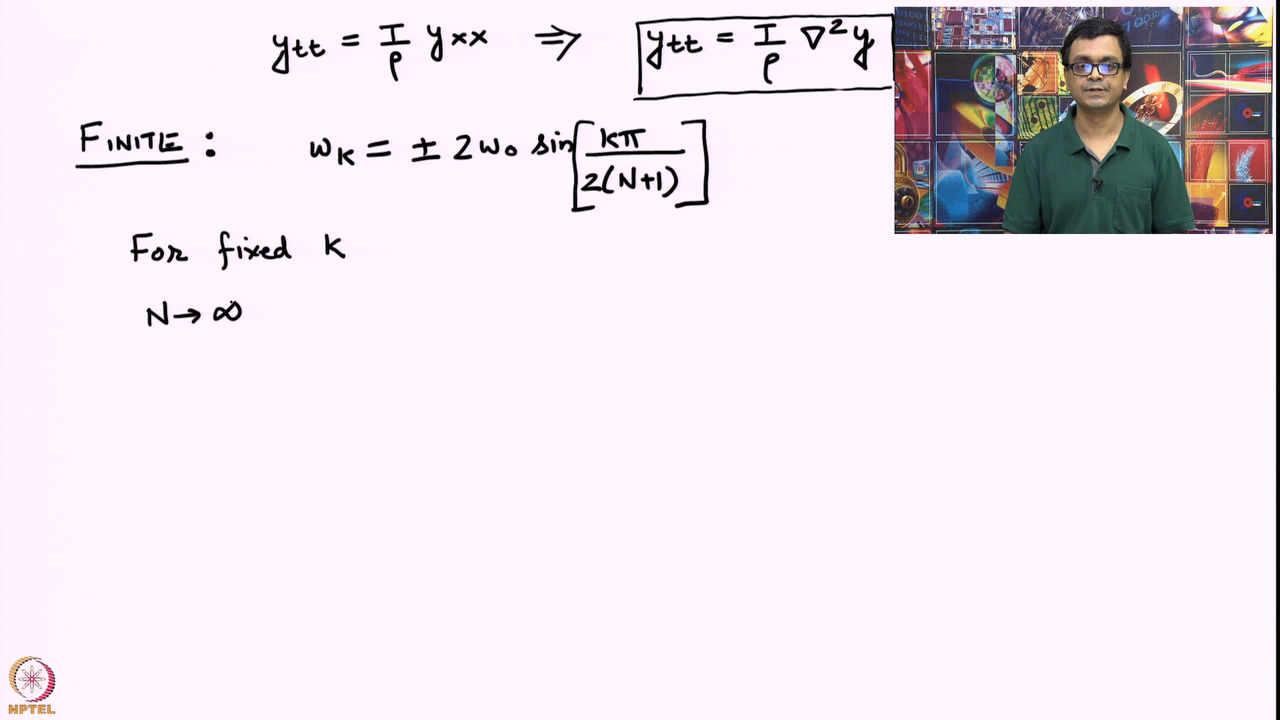 ytt = T/ρ yxx ⇒ ytt = T/ρ ∇²y
FINITE : ωK = ± 2ω₀ sin[kπ / 2(N+1)]
For fixed K
N → ∞
NPTEL